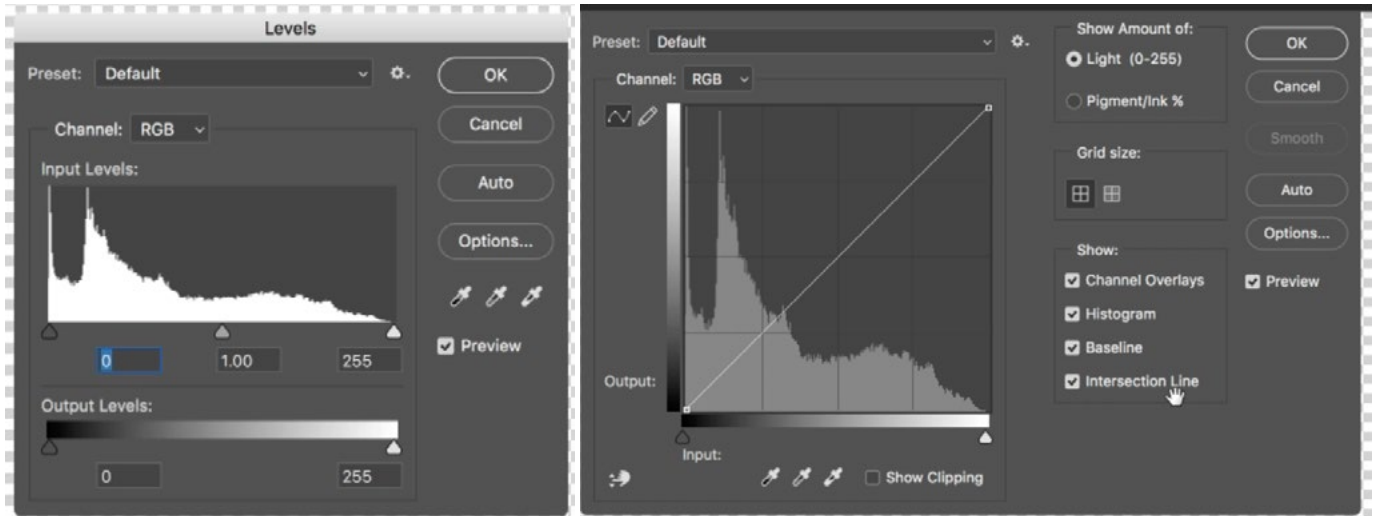 Levels
Preset: Default
OK
Cancel
Auto
Options...
Preview
Channel: RGB
Input Levels:
0 1.00 255
Output Levels:
0 255
Preset: Default
Channel: RGB
Output:
Input:
Show Clipping
Show Amount of:
Light (0-255)
Pigment/Ink %
Grid size:
Show:
Channel Overlays
Histogram
Baseline
Intersection Line
OK
Cancel
Smooth
Auto
Options...
Preview